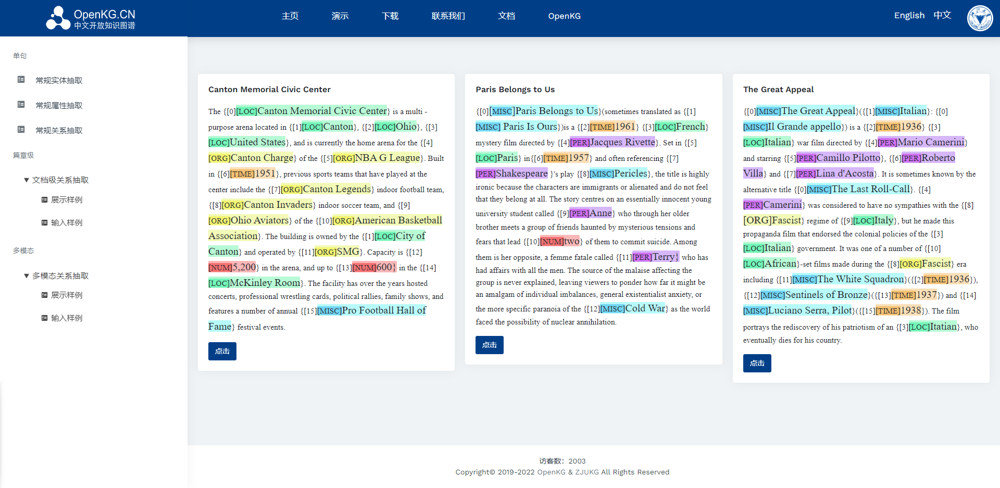 OpenKG.CN
中文开放知识图谱
主页
演示
下载
联系我们
文档
OpenKG
English
中文
单句
常规实体抽取
常规属性抽取
常规关系抽取
篇章级
▼ 文档级关系抽取
展示样例
输入样例
多模态
▼ 多模态关系抽取
展示样例
输入样例
Canton Memorial Civic Center
The {[0][LOC]Canton Memorial Civic Center} is a multi -
purpose arena located in {[1][LOC]Canton}, {[2][LOC]Ohio}, {[3]
[LOC]United States}, and is currently the home arena for the {[4]
[ORG]Canton Charge} of the {[5][ORG]NBA G League}. Built
in {[6][TIME]1951}, previous sports teams that have played at the
center include the {[7][ORG]Canton Legends} indoor football team,
{[8][ORG]Canton Invaders} indoor soccer team, and {[9]
[ORG]Ohio Aviators} of the {[10][ORG]American Basketball
Association}. The building is owned by the {[1][LOC]City of
Canton} and operated by {[11][ORG]SMG}. Capacity is {[12]
[NUM]5,200} in the arena, and up to {[13][NUM]600} in the {[14]
[LOC]McKinley Room}. The facility has over the years hosted
concerts, professional wrestling cards, political rallies, family shows, and
features a number of annual {[15][MISC]Pro Football Hall of
Fame} festival events.
点击
Paris Belongs to Us
{[0][MISC]Paris Belongs to Us}(sometimes translated as {[1]
[MISC] Paris Is Ours})is a {[2][TIME]1961} {[3][LOC]French}
mystery film directed by {[4][PER]Jacques Rivette}. Set in {[5]
[LOC]Paris} in{[6][TIME]1957} and often referencing {[7]
[PER]Shakespeare }'s play {[8][MISC]Pericles}, the title is highly
ironic because the characters are immigrants or alienated and do not feel
that they belong at all. The story centres on an essentially innocent young
university student called {[9][PER]Anne} who through her older
brother meets a group of friends haunted by mysterious tensions and
fears that lead {[10][NUM]two} of them to commit suicide. Among
them is her opposite, a femme fatale called {[11][PER]Terry} who has
had affairs with all the men. The source of the malaise affecting the
group is never explained, leaving viewers to ponder how far it might be
an amalgam of individual imbalances, general existentialist anxiety, or
the more specific paranoia of the {[12][MISC]Cold War} as the world
faced the possibility of nuclear annihilation.
点击
The Great Appeal
{[0][MISC]The Great Appeal}({[1][MISC]Italian}: {[0]
[MISC]Il Grande appello}) is a {[2][TIME]1936} {[3]
[LOC]Italian} war film directed by {[4][PER]Mario Camerini}
and starring {[5][PER]Camillo Pilotto}, {[6][PER]Roberto
Villa} and {[7][PER]Lina d'Acosta}. It is sometimes known by the
alternative title {[0][MISC]The Last Roll-Call}. {[4]
[PER]Camerini} was considered to have no sympathies with the {[8]
[ORG]Fascist} regime of {[9][LOC]Italy}, but he made this
propaganda film that endorsed the colonial policies of the {[3]
[LOC]Italian} government. It was one of a number of {[10]
[LOC]African}-set films made during the {[8][ORG]Fascist} era
including {[11][MISC]The White Squadron}({[2][TIME]1936}),
{[12][MISC]Sentinels of Bronze}({[13][TIME]1937}) and {[14]
[MISC]Luciano Serra, Pilot}({[15][TIME]1938}). The film
portrays the rediscovery of his patriotism of an {[3][LOC]Itatian}, who
eventually dies for his country.
点击
访客数：2003
Copyright© 2019-2022 OpenKG & ZJUKG All Rights Reserved